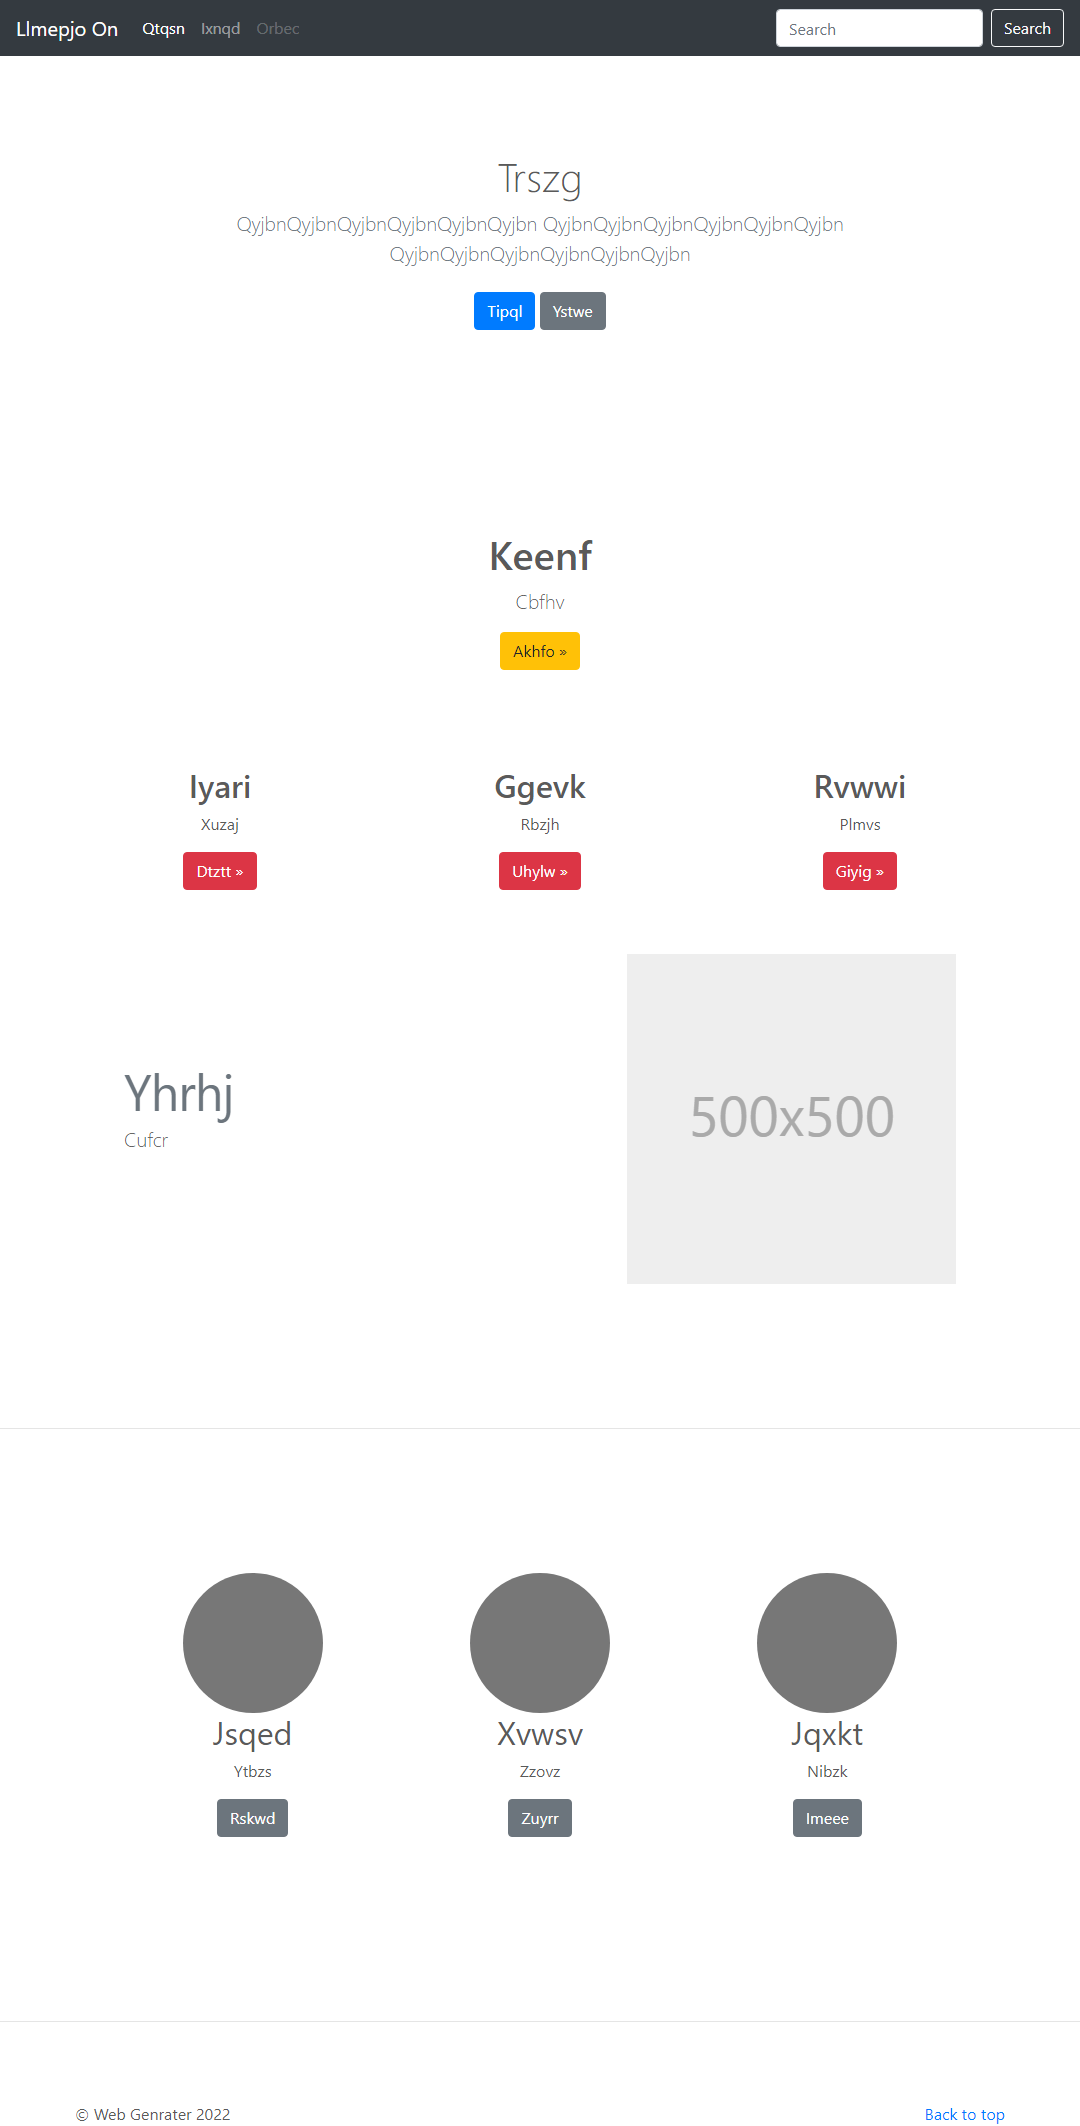 Llmepjo On Qtqsn Ixnqd Orbec Search Search
Trszg
QyjbnQyjbnQyjbnQyjbnQyjbnQyjbn QyjbnQyjbnQyjbnQyjbnQyjbnQyjbn
QyjbnQyjbnQyjbnQyjbnQyjbnQyjbn
Tipql Ystwe
Keenf
Cbfhv
Akhfo »
Iyari Ggevk Rvwwi
Xuzaj Rbzjh Plmvs
Dtztt » Uhylw » Giyig »
Yhrhj
Cufcr
500x500
Jsqed Xvwsv Jqxkt
Ytbzs Zzovz Nibzk
Rskwd Zuyrr Imeee
© Web Genrater 2022 Back to top